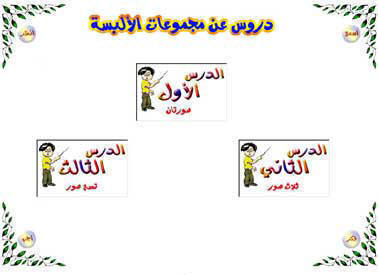 دروس عن مجموعات الألبسة
الدرس
الأول
صورتان
الدرس
الثاني
ثلاث صور
الدرس
الثالث
تسع صور